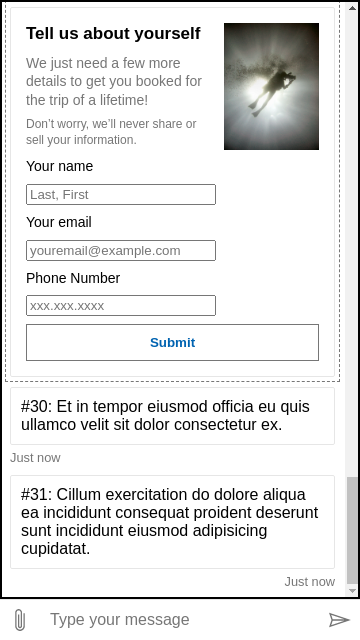 Tell us about yourself
We just need a few more
details to get you booked for
the trip of a lifetime!
Don't worry, we'll never share or
sell your information.
Your name
Last, First
Your email
youremail@example.com
Phone Number
xxx.xxx.xxxx
Submit
#30: Et in tempor eiusmod officia eu quis
ullamco velit sit dolor consectetur ex.
Just now
#31: Cillum exercitation do dolore aliqua
ea incididunt consequat proident deserunt
sunt incididunt eiusmod adipisicing
cupidatat.
Just now
Type your message